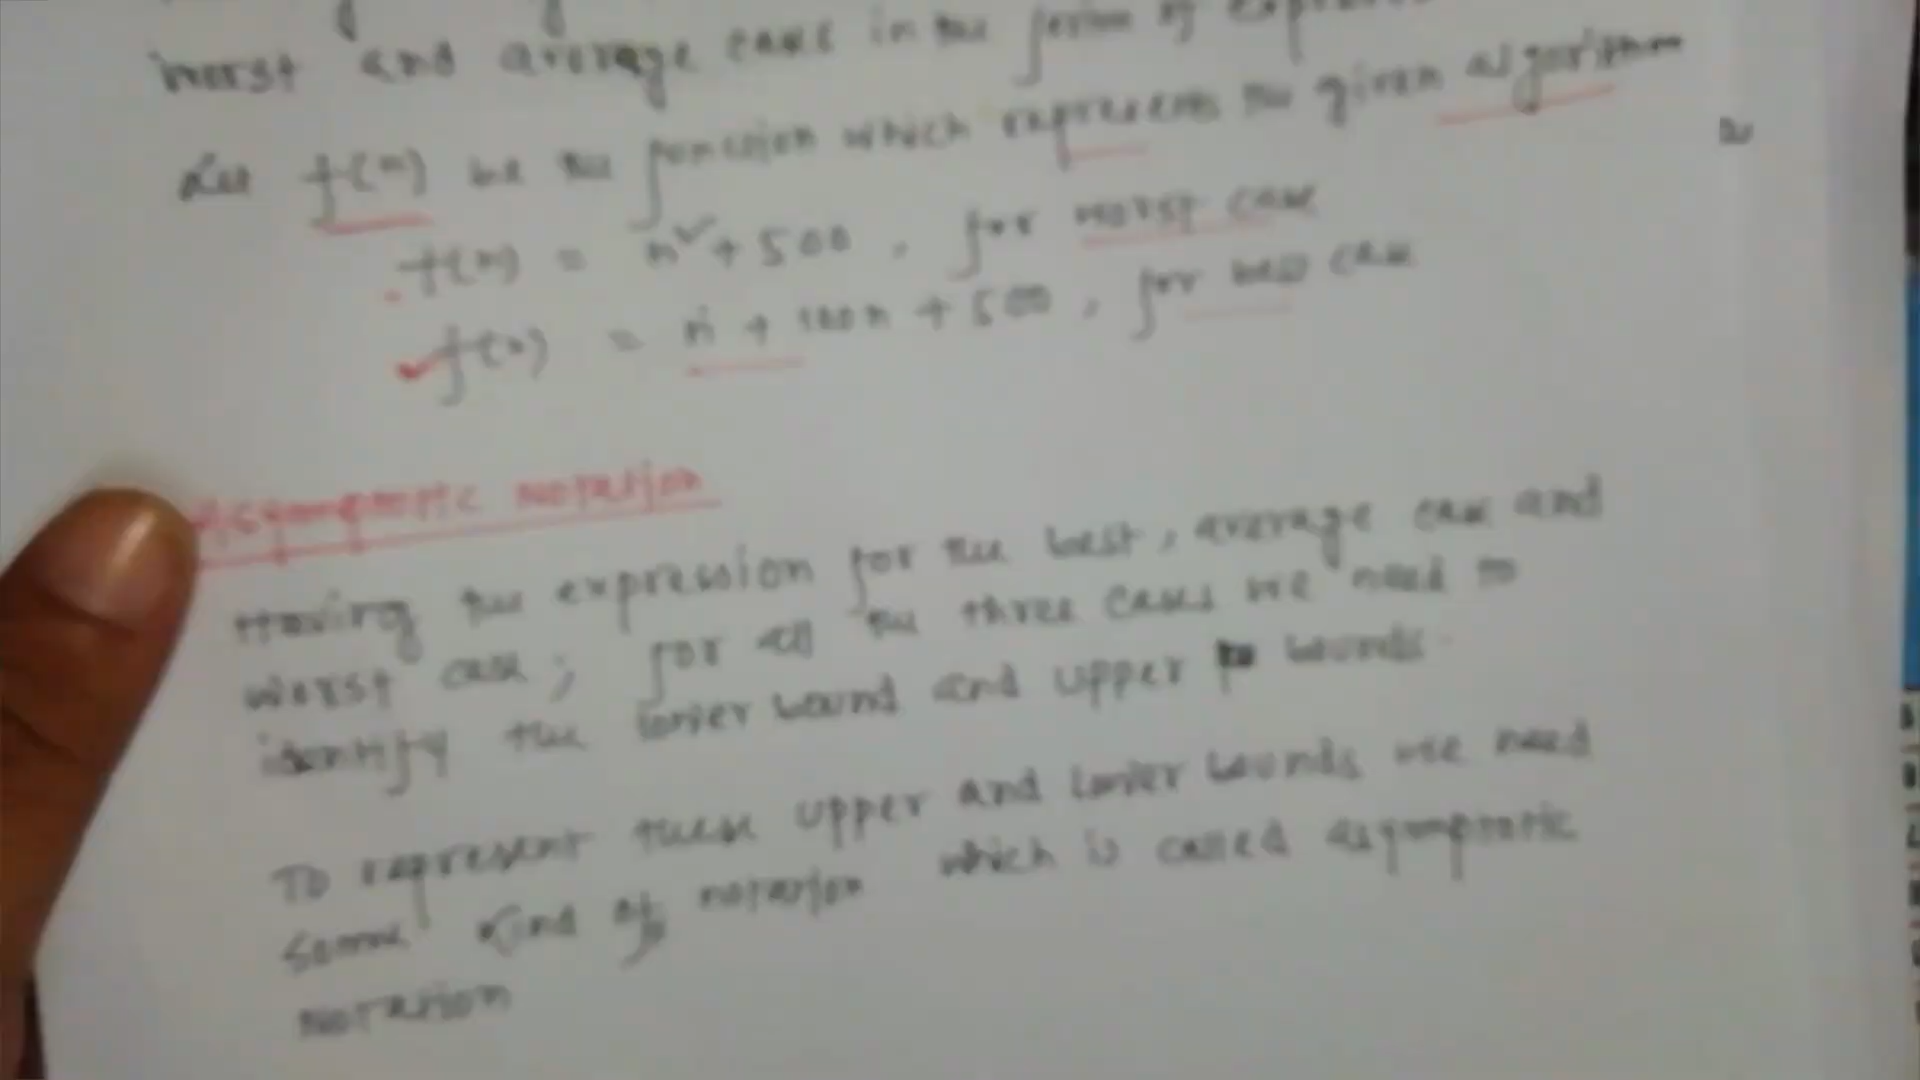 worst and average case in the form of
Let f(n) be the function which represents the given algorithm
f(n) = n² + 500, for worst case
f(n) = n + 100n + 500, for best case
Asymptotic Notation
Having the expression for the best, average case and
worst case; for all the three cases we need to
identify the lower bound and upper bounds.
To represent these upper and lower bounds we need
some kind of notation which is called asymptotic
notation